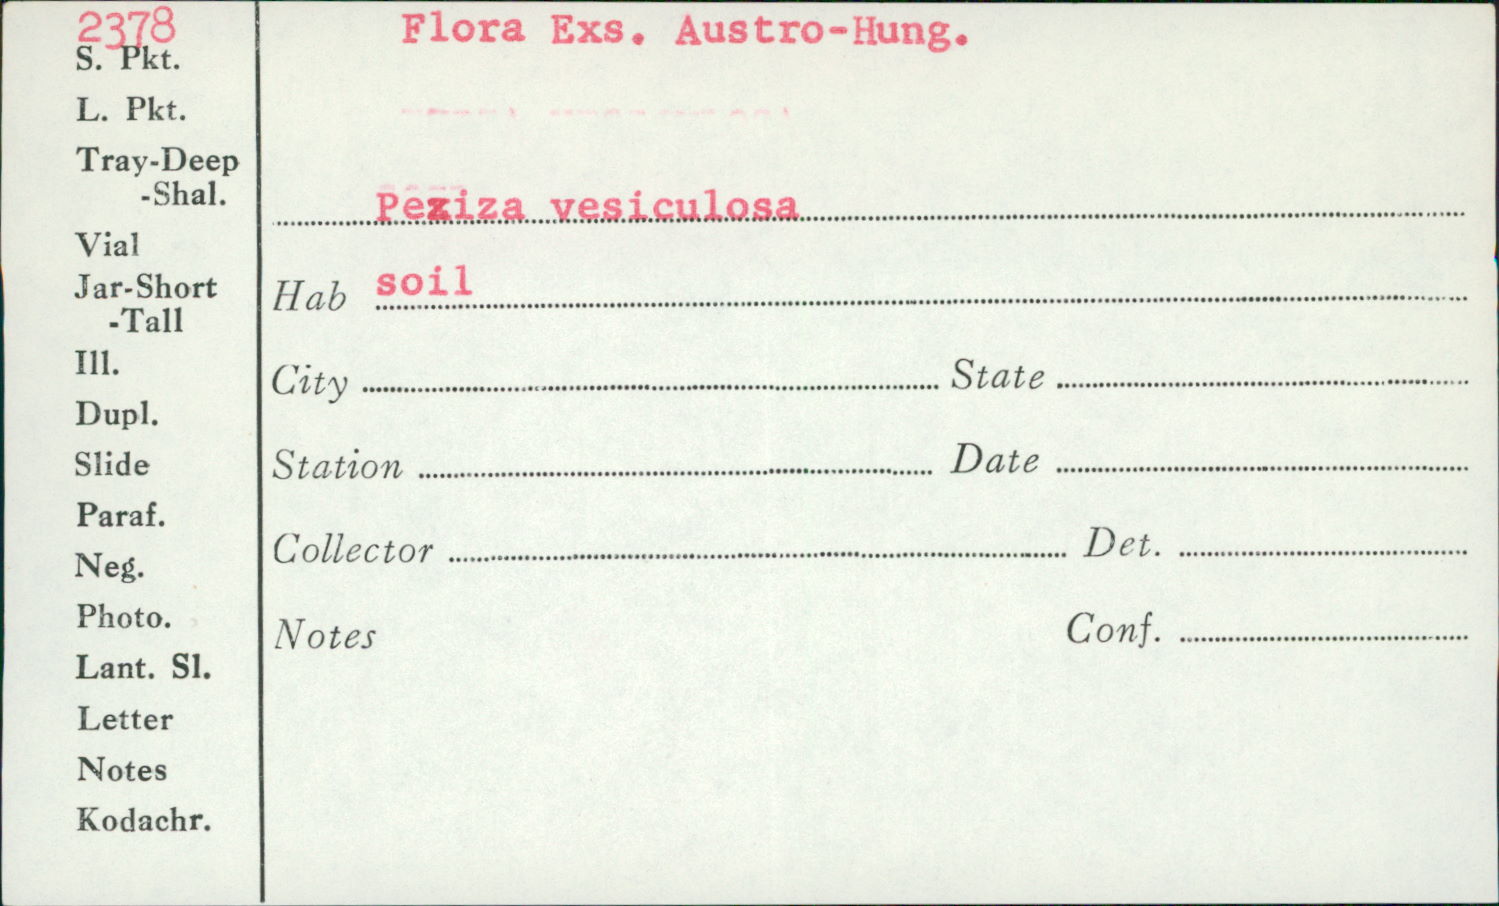 2378
Flora Exs. Austro-Hung.
S. Pkt.
L. Pkt.
Tray-Deep
-Shal.
Peziza vesiculosa
Vial
Jar-Short
-Tall
Hab soil
Ill.
City State
Dupl.
Slide
Station Date
Paraf.
Collector Det.
Neg.
Photo.
Notes Conf.
Lant. Sl.
Letter
Notes
Kodachr.